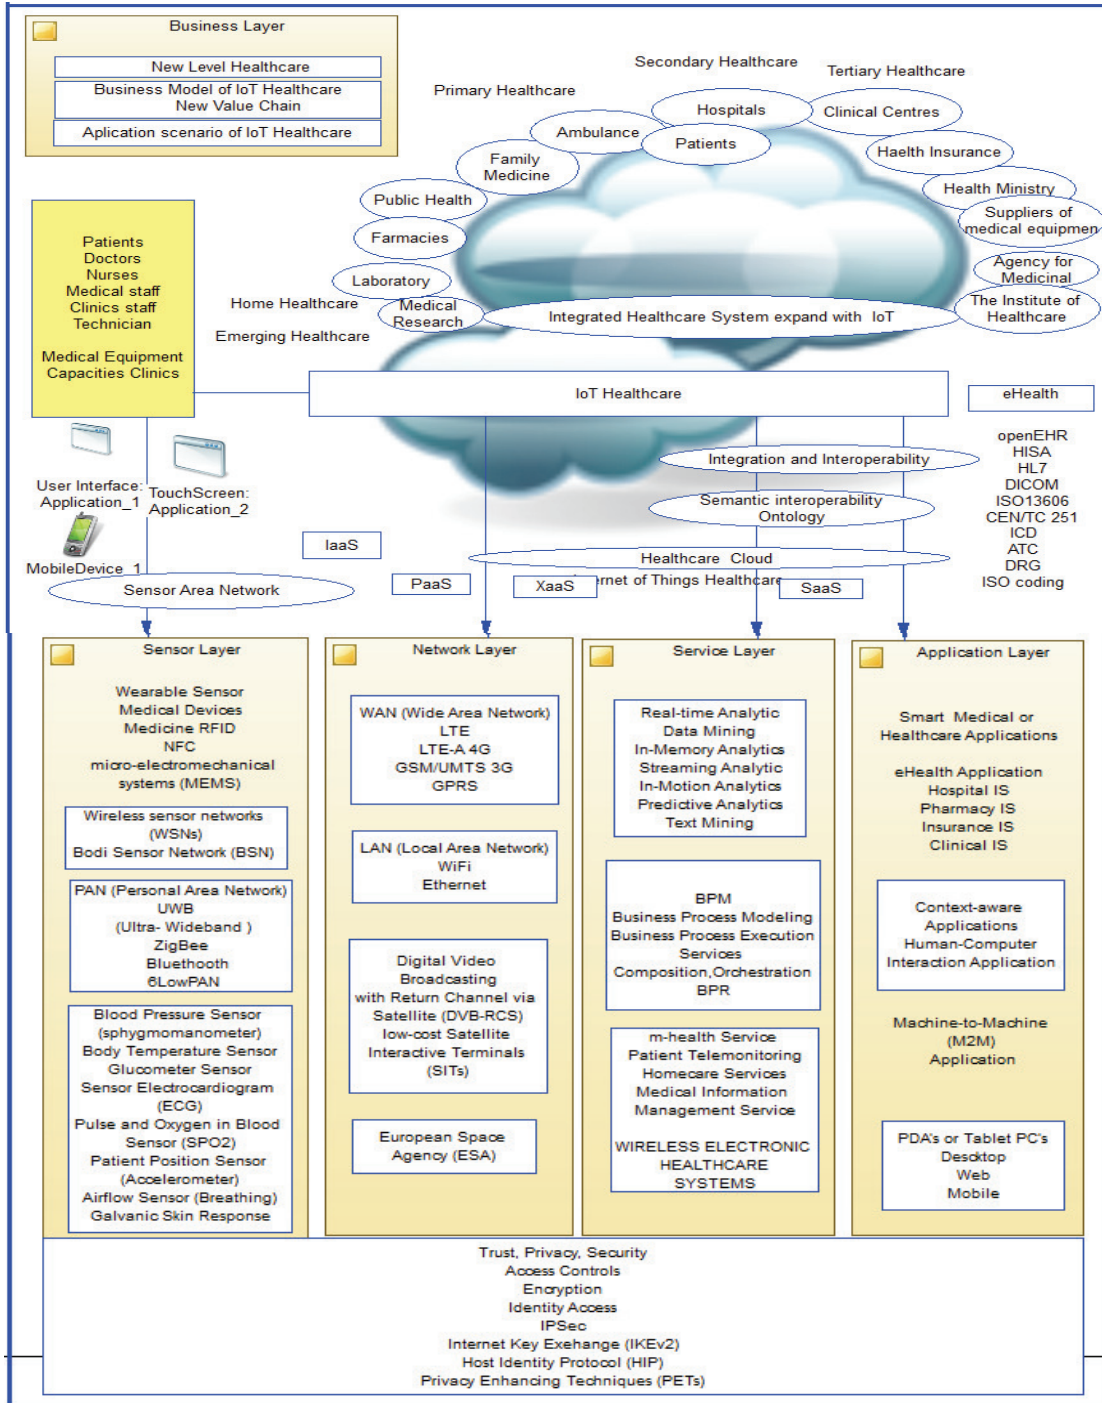 Business Layer
New Level Healthcare
Business Model of IoT Healthcare
New Value Chain
Aplication scenario of IoT Healthcare
Primary Healthcare
Secondary Healthcare
Tertiary Healthcare
Hospitals
Clinical Centres
Ambulance
Patients
Family
Medicine
Haelth Insurance
Public Health
Health Ministry
Farmacies
Suppliers of
medical equipmen
Laboratory
Agency for
Medicinal
Home Healthcare
Medical
Research
Integrated Healthcare System expand with IoT
The Institute of
Healthcare
Emerging Healthcare
Patients
Doctors
Nurses
Medical staff
Clinics staff
Technician
Medical Equipment
Capacities Clinics
IoT Healthcare
eHealth
openEHR
HISA
HL7
DICOM
ISO13606
CEN/TC 251
ICD
ATC
DRG
ISO coding
Integration and Interoperability
Semantic interoperability
Ontology
User Interface:
Application_1
TouchScreen:
Application_2
MobileDevice_1
IaaS
Healthcare Cloud
Sensor Area Network
PaaS
XaaS
ernet of Things Healthcare
SaaS
Sensor Layer
Wearable Sensor
Medical Devices
Medicine RFID
NFC
micro-electromechanical
systems (MEMS)
Wireless sensor networks
(WSNs)
Bodi Sensor Network (BSN)
PAN (Personal Area Network)
UWB
(Ultra- Wideband )
ZigBee
Bluethooth
6LowPAN
Blood Pressure Sensor
(sphygmomanometer)
Body Temperature Sensor
Glucometer Sensor
Sensor Electrocardiogram
(ECG)
Pulse and Oxygen in Blood
Sensor (SPO2)
Patient Position Sensor
(Accelerometer)
Airflow Sensor (Breathing)
Galvanic Skin Response
Network Layer
WAN (Wide Area Network)
LTE
LTE-A 4G
GSM/UMTS 3G
GPRS
LAN (Local Area Network)
WiFi
Ethernet
Digital Video
Broadcasting
with Return Channel via
Satellite (DVB-RCS)
low-cost Satellite
Interactive Terminals
(SITs)
European Space
Agency (ESA)
Service Layer
Real-time Analytic
Data Mining
In-Memory Analytics
Streaming Analytic
In-Motion Analytics
Predictive Analytics
Text Mining
BPM
Business Process Modeling
Business Process Execution
Services
Composition,Orchestration
BPR
m-health Service
Patient Telemonitoring
Homecare Services
Medical Information
Management Service
WIRELESS ELECTRONIC
HEALTHCARE
SYSTEMS
Application Layer
Smart Medical or
Healthcare Applications
eHealth Application
Hospital IS
Pharmacy IS
Insurance IS
Clinical IS
Context-aware
Applications
Human-Computer
Interaction Application
Machine-to-Machine
(M2M)
Application
PDA's or Tablet PC's
Desktop
Web
Mobile
Trust, Privacy, Security
Access Controls
Encryption
Identity Access
IPSec
Internet Key Exehange (IKEv2)
Host Identity Protocol (HIP)
Privacy Enhancing Techniques (PETs)